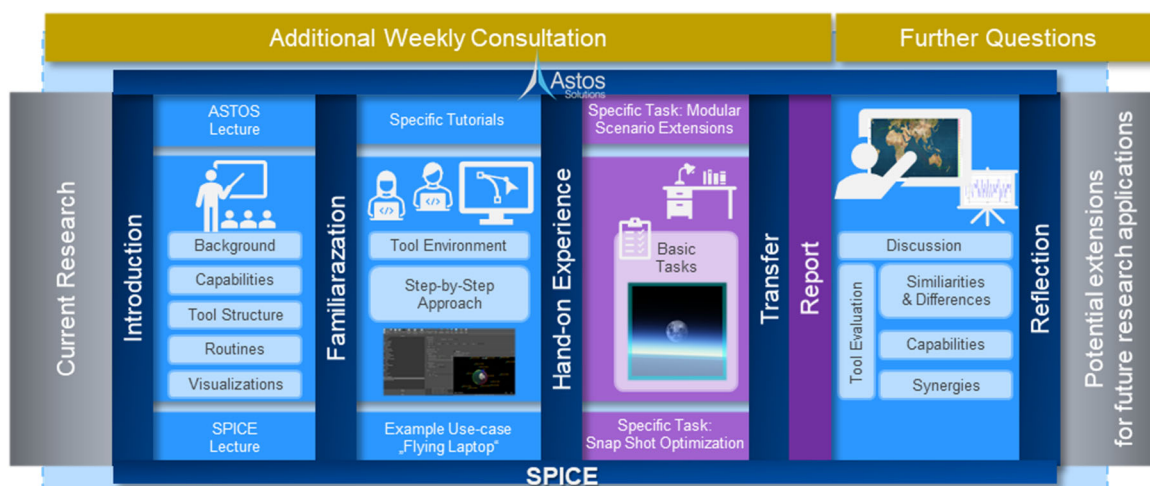 Additional Weekly Consultation
Further Questions
Astos
Solutions
Current Research
Introduction
ASTOS
Lecture
Background
Capabilities
Tool Structure
Routines
Visualizations
SPICE
Lecture
Familiarazation
Specific Tutorials
Tool Environment
Step-by-Step
Approach
Example Use-case
„Flying Laptop“
Hand-on Experience
Specific Task: Modular
Scenario Extensions
Basic
Tasks
Specific Task:
Snap Shot Optimization
Transfer
Report
Discussion
Tool Evaluation
Similiarities
& Differences
Capabilities
Synergies
Reflection
Potential extensions
for future research applications
SPICE